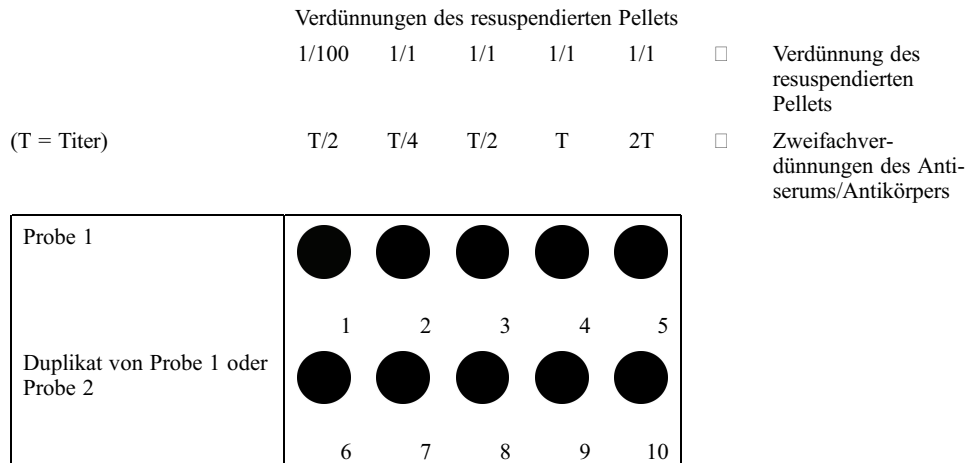 Verdünnungen des resuspendierten Pellets
1/100 1/1 1/1 1/1 1/1 □ Verdünnung des
resuspendierten
Pellets
(T = Titer) T/2 T/4 T/2 T 2T □ Zweifachver-
dünnungen des Anti-
serums/Antikörpers
Probe 1
1 2 3 4 5
Duplikat von Probe 1 oder
Probe 2
6 7 8 9 10